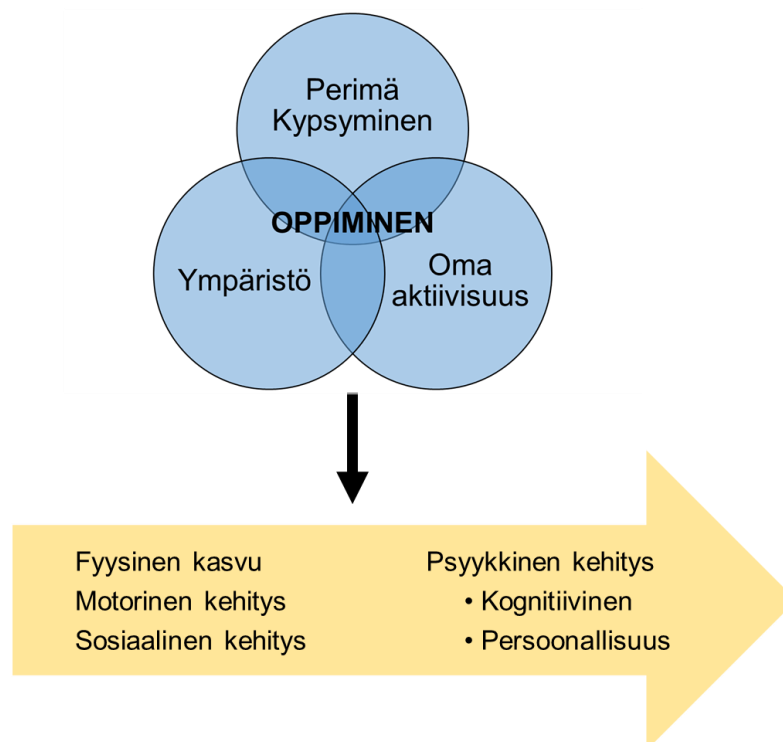 Perimä
Kypsyminen
OPPIMINEN
Ympäristö
Oma
aktiivisuus
Fyysinen kasvu
Motorinen kehitys
Sosiaalinen kehitys
Psyykkinen kehitys
• Kognitiivinen
• Persoonallisuus